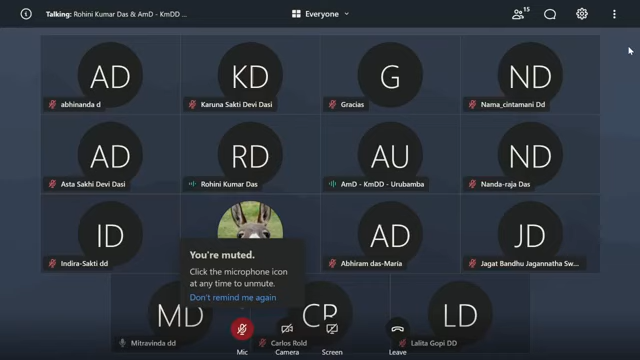 Talking: Rohini Kumar Das & AmD - KmDD ...
Everyone
15
AD
KD
G
ND
abhinanda d
Karuna Sakti Devi Dasi
Gracias
Nama_cintamani Dd
AD
RD
AU
ND
Asta Sakhi Devi Dasi
Rohini Kumar Das
AmD - KmDD - Urubamba
Nanda-raja Das
ID
AD
JD
Indira-Sakti dd
Abhiram das-María
Jagat Bandhu Jagannatha Sw...
You're muted.
Click the microphone icon
at any time to unmute.
Don't remind me again
MD
CR
LD
Mitravinda dd
Carlos Rold
Lalita Gopi DD
Mic
Camera
Screen
Leave